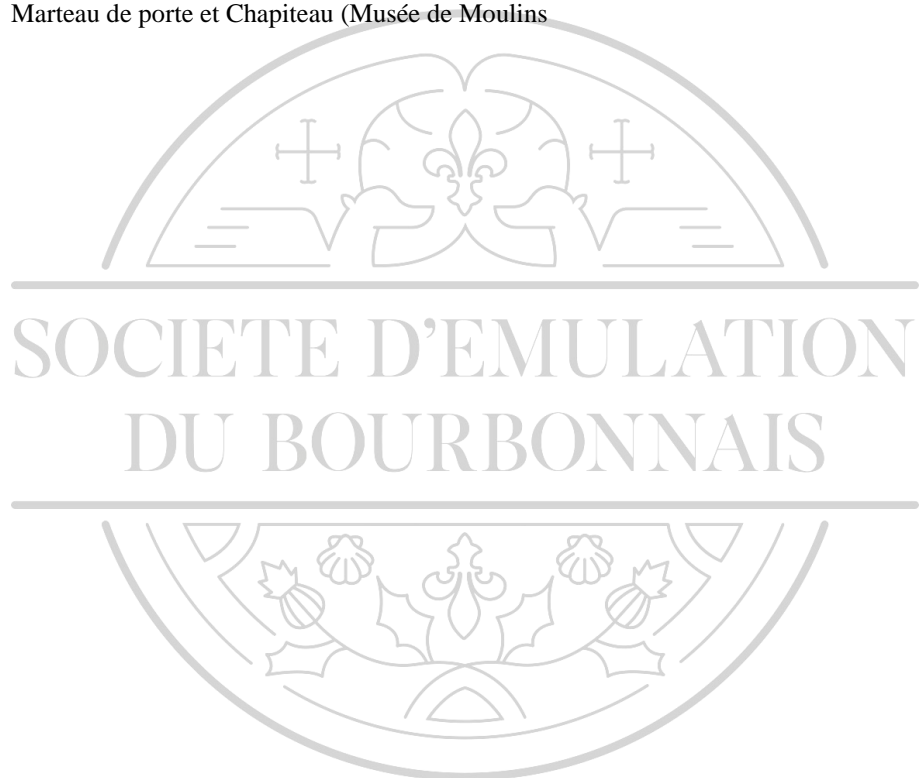 Marteau de porte et Chapiteau (Musée de Moulins
SOCIETE D'EMULATION
DU BOURBONNAIS